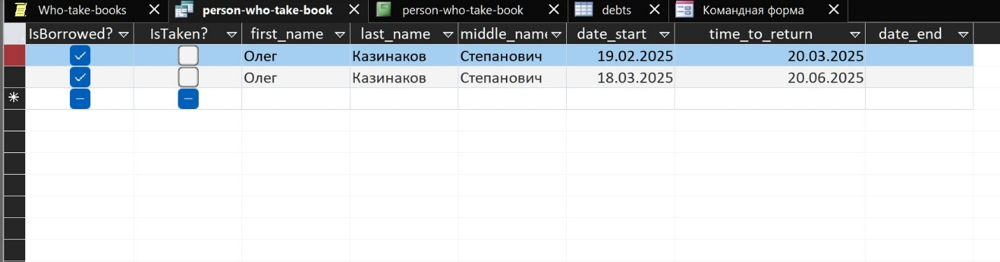 Who-take-books person-who-take-book person-who-take-book debts Командная форма
IsBorrowed? IsTaken? first_name last_name middle_name date_start time_to_return date_end
Олег Казинаков Степанович 19.02.2025 20.03.2025
Олег Казинаков Степанович 18.03.2025 20.06.2025